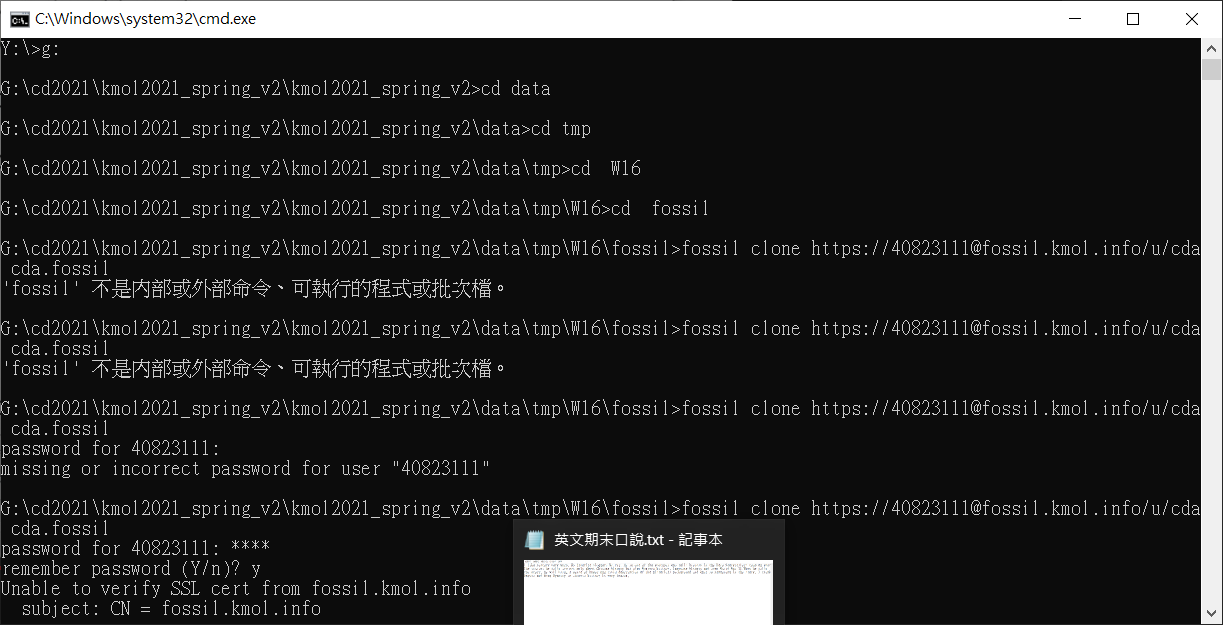 C:\Windows\system32\cmd.exe
Y:\>g:
G:\cd2021\kmol2021_spring_v2\kmol2021_spring_v2>cd data
G:\cd2021\kmol2021_spring_v2\kmol2021_spring_v2\data>cd tmp
G:\cd2021\kmol2021_spring_v2\kmol2021_spring_v2\data\tmp>cd  W16
G:\cd2021\kmol2021_spring_v2\kmol2021_spring_v2\data\tmp\W16>cd  fossil
G:\cd2021\kmol2021_spring_v2\kmol2021_spring_v2\data\tmp\W16\fossil>fossil clone https://40823111@fossil.kmol.info/u/cda
cda.fossil
'fossil' 不是內部或外部命令、可執行的程式或批次檔。
G:\cd2021\kmol2021_spring_v2\kmol2021_spring_v2\data\tmp\W16\fossil>fossil clone https://40823111@fossil.kmol.info/u/cda
cda.fossil
'fossil' 不是內部或外部命令、可執行的程式或批次檔。
G:\cd2021\kmol2021_spring_v2\kmol2021_spring_v2\data\tmp\W16\fossil>fossil clone https://40823111@fossil.kmol.info/u/cda
cda.fossil
password for 40823111:
missing or incorrect password for user "40823111"
G:\cd2021\kmol2021_spring_v2\kmol2021_spring_v2\data\tmp\W16\fossil>fossil clone https://40823111@fossil.kmol.info/u/cda
cda.fossil
password for 40823111: ****
remember password (Y/n)? y
Unable to verify SSL cert from fossil.kmol.info
subject: CN = fossil.kmol.info
英文期末口說.txt - 記事本